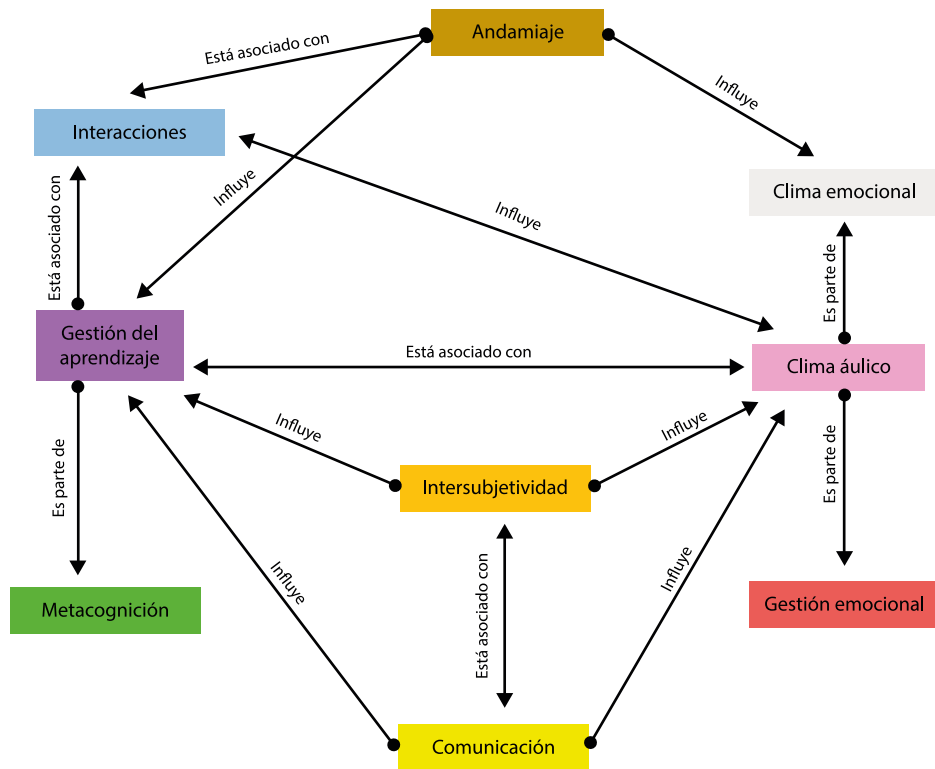 Andamiaje
Está asociado con
Influye
Interacciones
Influye
Clima emocional
Está asociado con
Influye
Es parte de
Gestión del
aprendizaje
Está asociado con
Clima áulico
Influye
Influye
Es parte de
Es parte de
Intersubjetividad
Influye
Está asociado con
Influye
Metacognición
Gestión emocional
Comunicación